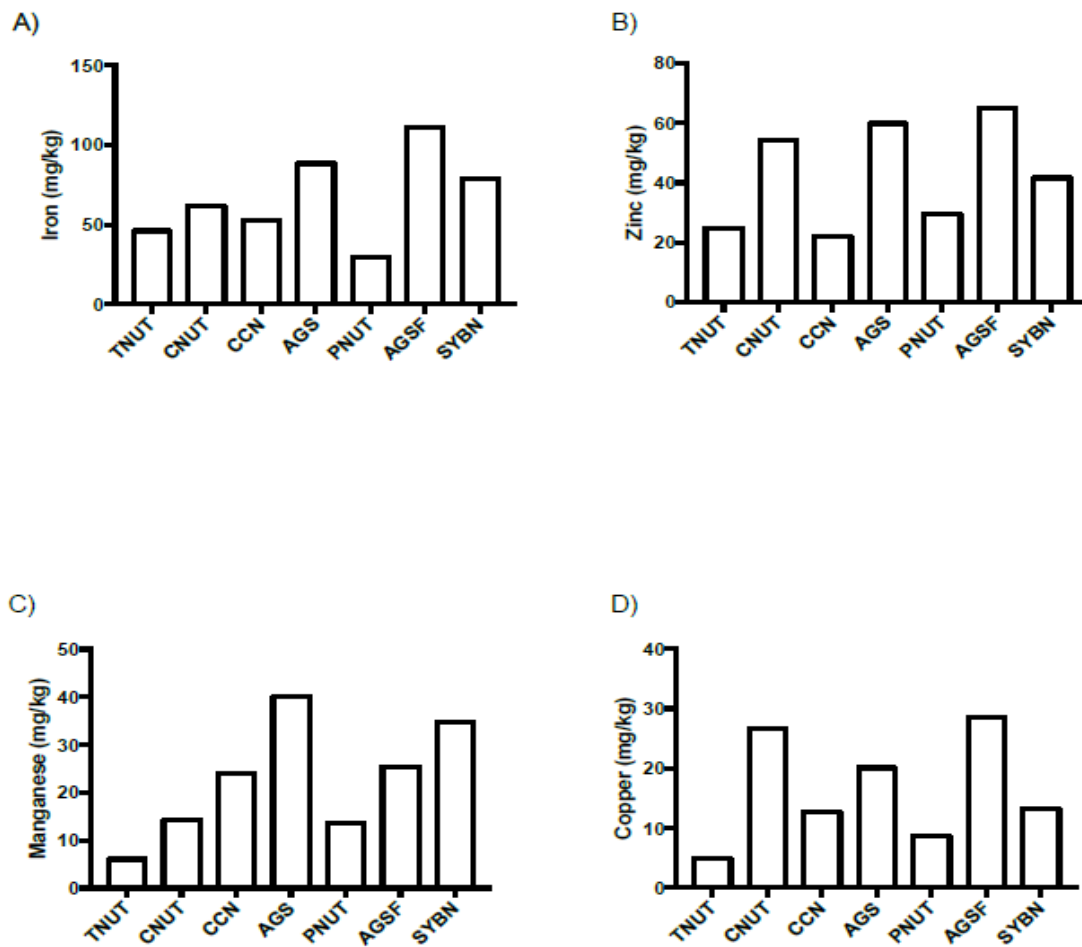 A)
Iron (mg/kg)
150
100
50
0
TNUT CNUT CCN AGS PNUT AGSF SYBN
B)
Zinc (mg/kg)
80
60
40
20
0
TNUT CNUT CCN AGS PNUT AGSF SYBN
C)
Manganese (mg/kg)
50
40
30
20
10
0
TNUT CNUT CCN AGS PNUT AGSF SYBN
D)
Copper (mg/kg)
40
30
20
10
0
TNUT CNUT CCN AGS PNUT AGSF SYBN